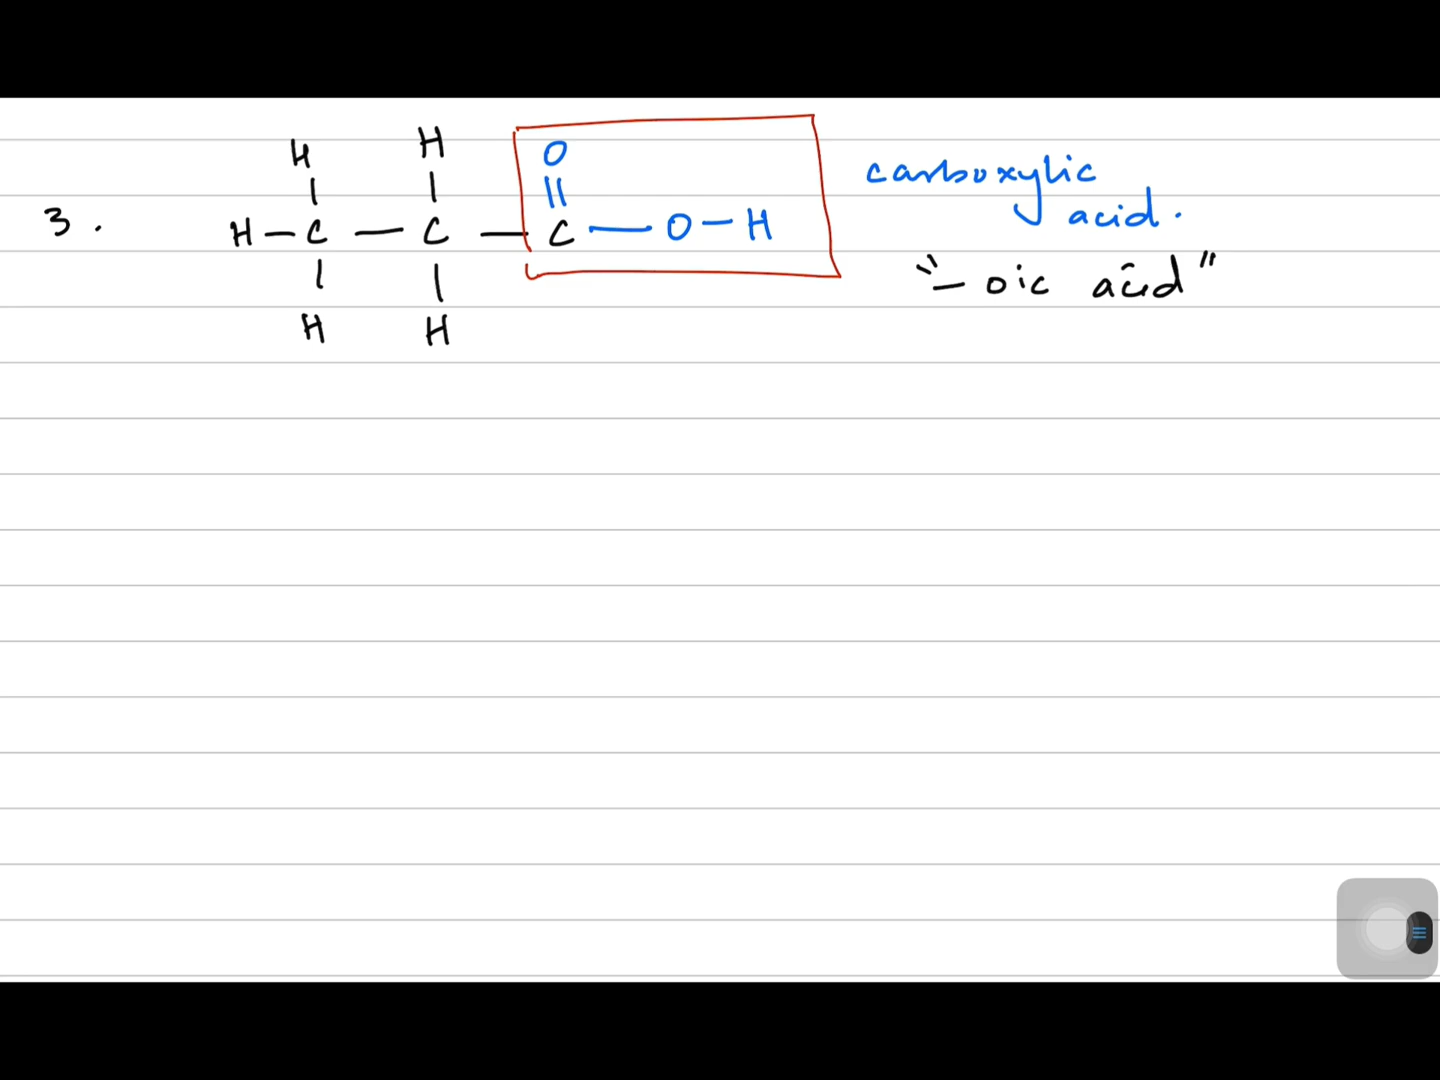 H H O
| | ||
3. H–C — C — C — O–H
| |
H H
carboxylic
acid.
"– oic acid"